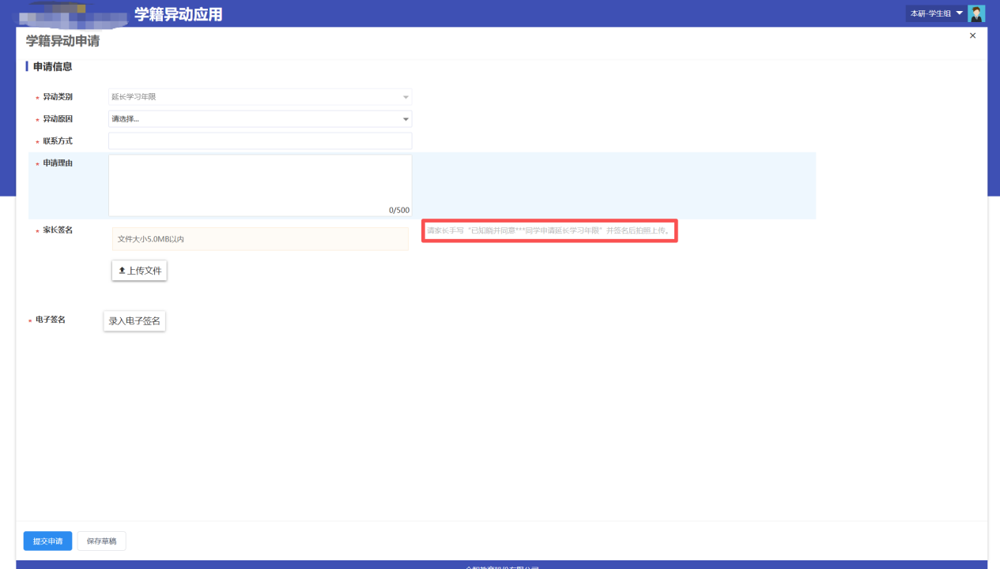 学籍异动应用
本研-学生组
学籍异动申请
×
申请信息
* 异动类别 延长学习年限
* 异动原因 请选择...
* 联系方式
* 申请理由
0/500
* 家长签名 文件大小5.0MB以内 请家长手写“已知晓并同意***同学申请延长学习年限”并签名后拍照上传。
上传文件
* 电子签名 录入电子签名
提交申请 保存草稿